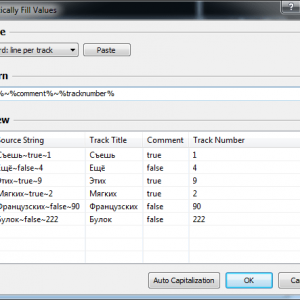 tically Fill Values
ce
rd: line per track Paste
rn
%~%comment%~%tracknumber%
ew
Source String Track Title Comment Track Number
Съешь~true~1 Съешь true 1
Ещё~false~4 Ещё false 4
Этих~true~9 Этих true 9
Мягких~true~2 Мягких true 2
Французских~false~90 Французских false 90
Булок~false~222 Булок false 222
Auto Capitalization OK Ca